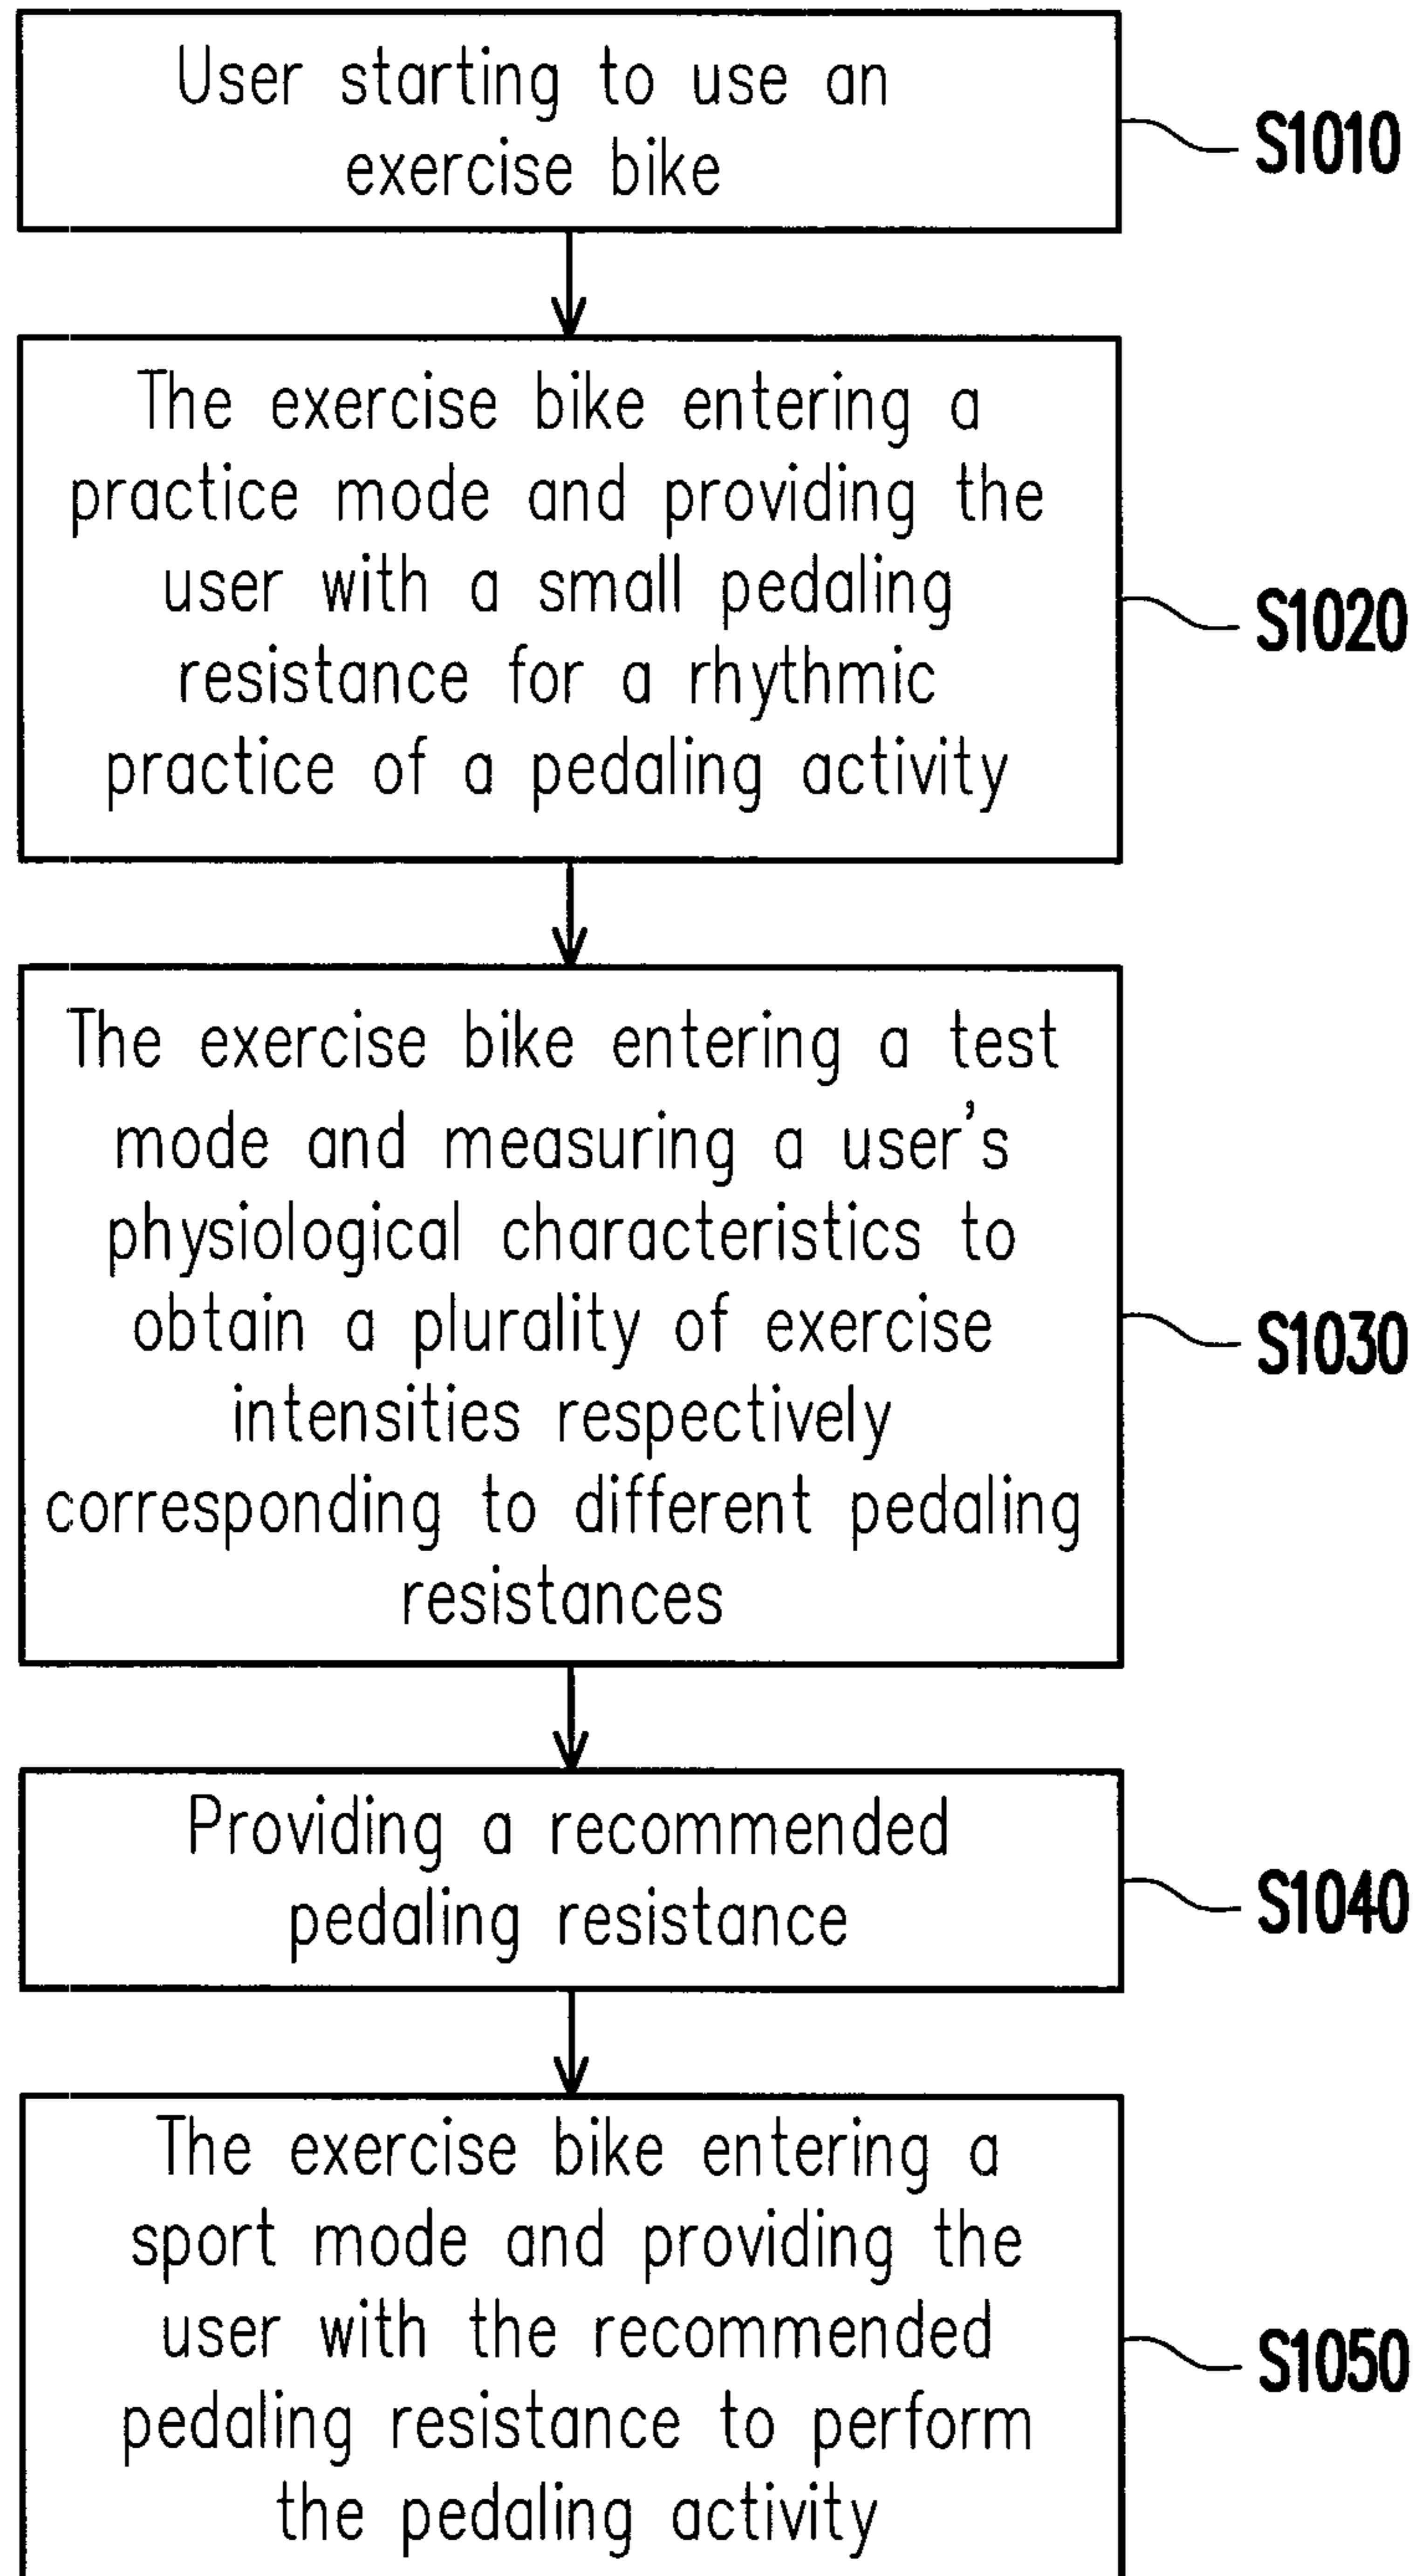 User starting to use an
exercise bike
S1010
The exercise bike entering a
practice mode and providing the
user with a small pedaling
resistance for a rhythmic
practice of a pedaling activity
S1020
The exercise bike entering a test
mode and measuring a user's
physiological characteristics to
obtain a plurality of exercise
intensities respectively
corresponding to different pedaling
resistances
S1030
Providing a recommended
pedaling resistance
S1040
The exercise bike entering a
sport mode and providing the
user with the recommended
pedaling resistance to perform
the pedaling activity
S1050